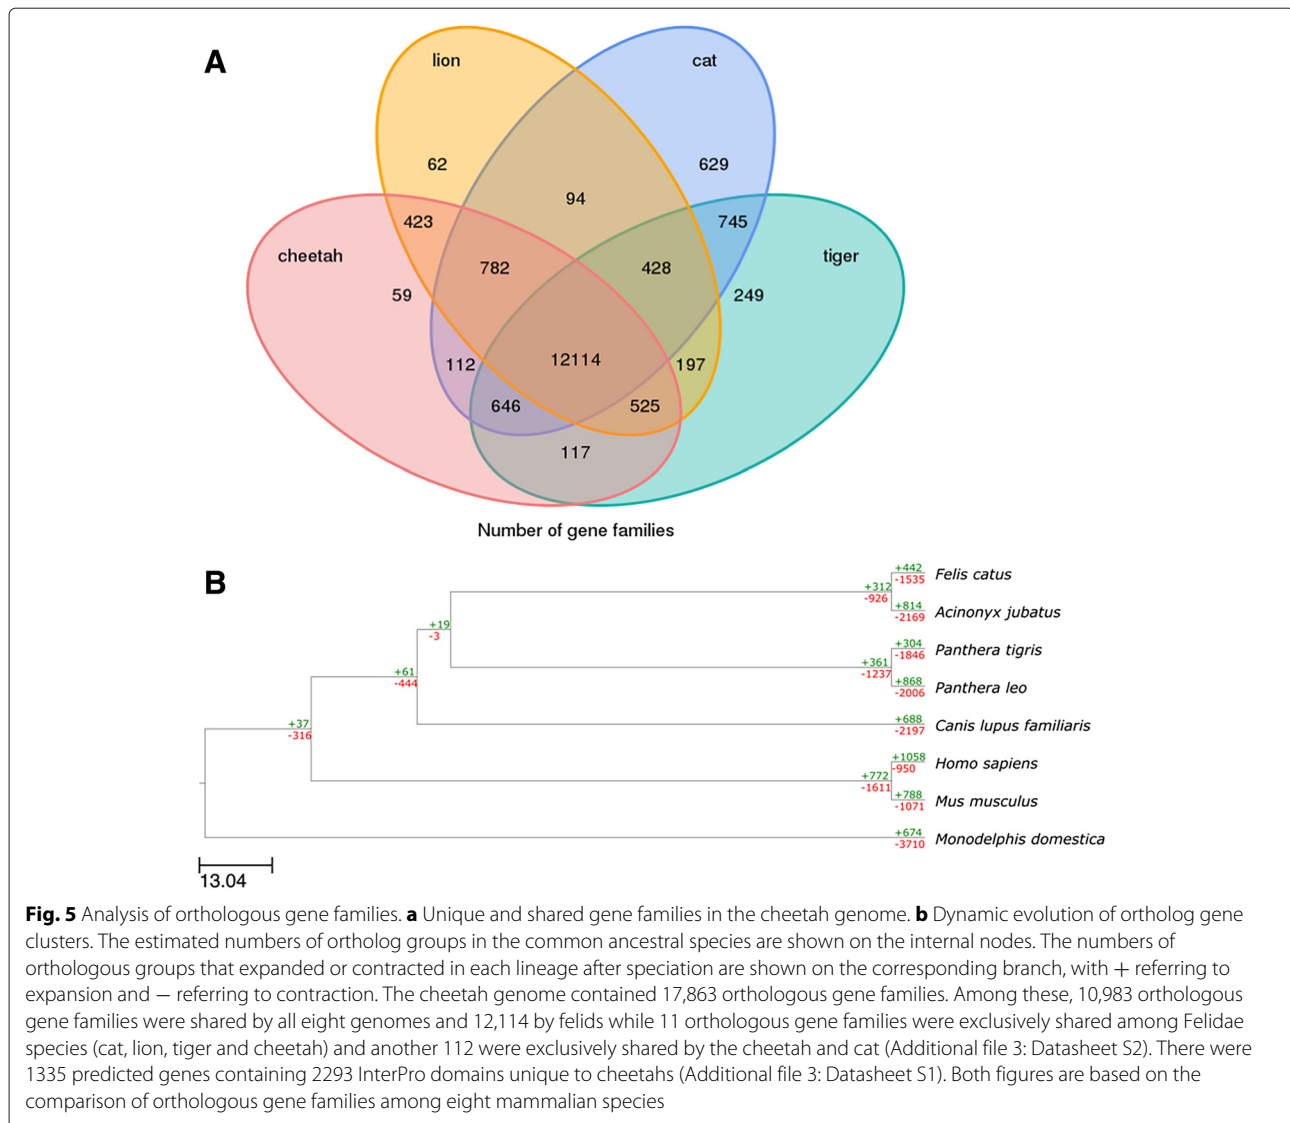 A
lion
cat
62
629
94
423
745
cheetah
782
428
tiger
59
249
112
12114
197
646
525
117
Number of gene families
B
+442
-1535
Felis catus
+312
-926
+814
-2169
Acinonyx jubatus
+19
-3
+304
-1846
Panthera tigris
+361
-1237
+61
-444
+868
-2006
Panthera leo
+688
-2197
Canis lupus familiaris
+37
-316
+1058
-950
Homo sapiens
+772
-1611
+788
-1071
Mus musculus
+674
-3710
Monodelphis domestica
13.04
Fig. 5 Analysis of orthologous gene families. a Unique and shared gene families in the cheetah genome. b Dynamic evolution of ortholog gene
clusters. The estimated numbers of ortholog groups in the common ancestral species are shown on the internal nodes. The numbers of
orthologous groups that expanded or contracted in each lineage after speciation are shown on the corresponding branch, with + referring to
expansion and − referring to contraction. The cheetah genome contained 17,863 orthologous gene families. Among these, 10,983 orthologous
gene families were shared by all eight genomes and 12,114 by felids while 11 orthologous gene families were exclusively shared among Felidae
species (cat, lion, tiger and cheetah) and another 112 were exclusively shared by the cheetah and cat (Additional file 3: Datasheet S2). There were
1335 predicted genes containing 2293 InterPro domains unique to cheetahs (Additional file 3: Datasheet S1). Both figures are based on the
comparison of orthologous gene families among eight mammalian species